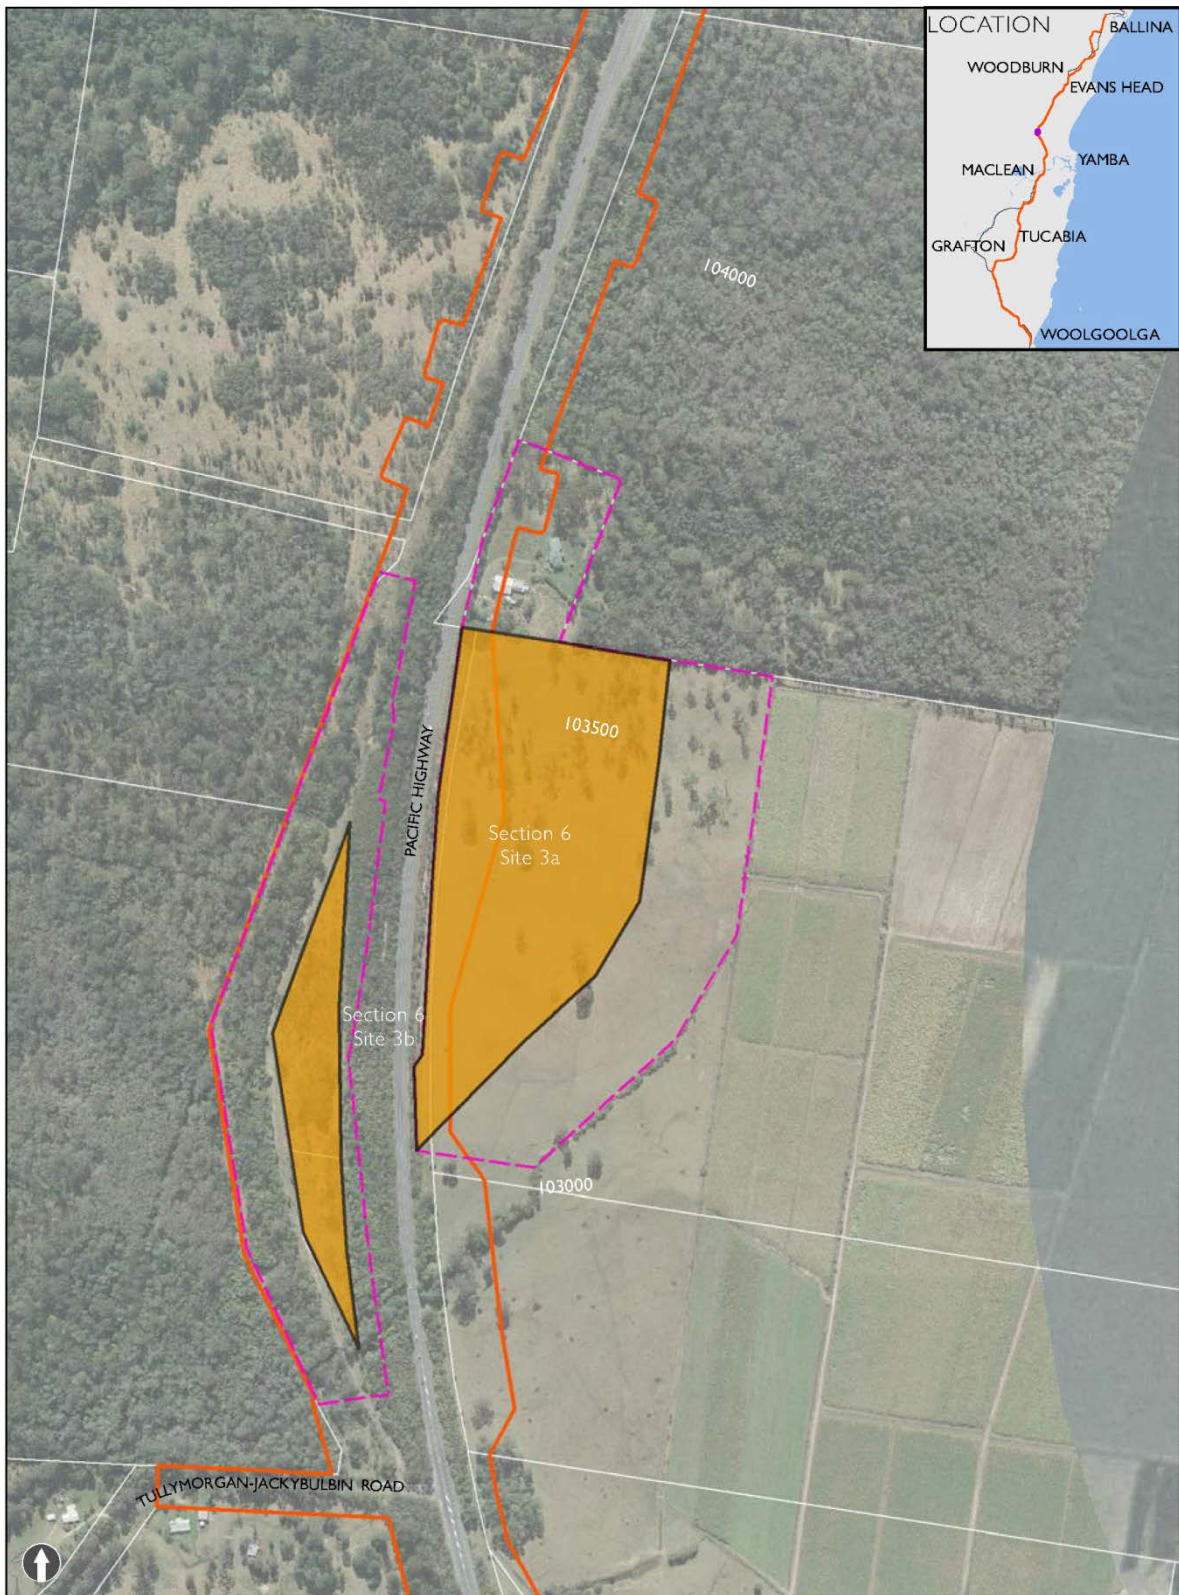 LOCATION
BALLINA
WOODBURN
EVANS HEAD
YAMBA
MACLEAN
TUCABIA
GRAFTON
WOOLGOOLGA
104000
103500
PACIFIC HIGHWAY
Section 6
Site 3a
Section 6
Site 3b
103000
TULLYMORGAN-JACKYBULBIN ROAD